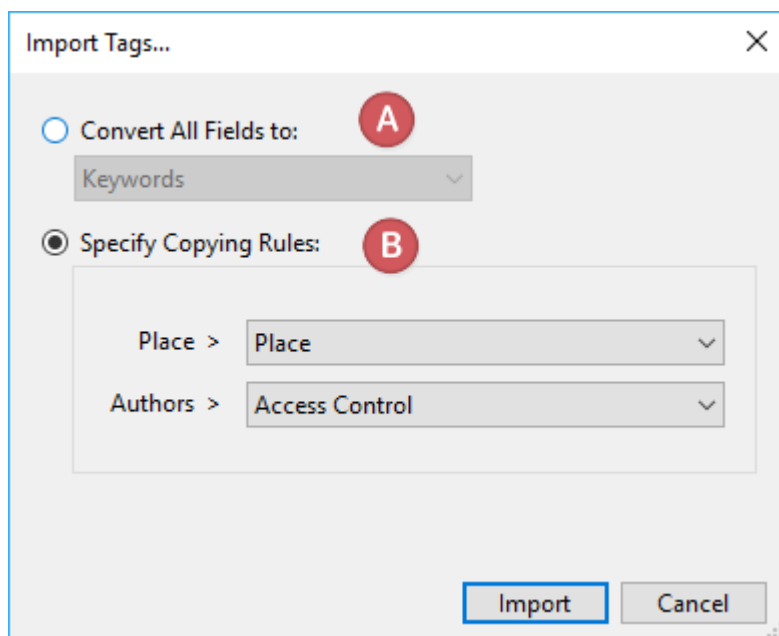 Import Tags...
Convert All Fields to:
A
Keywords
Specify Copying Rules:
B
Place >
Place
Authors >
Access Control
Import
Cancel